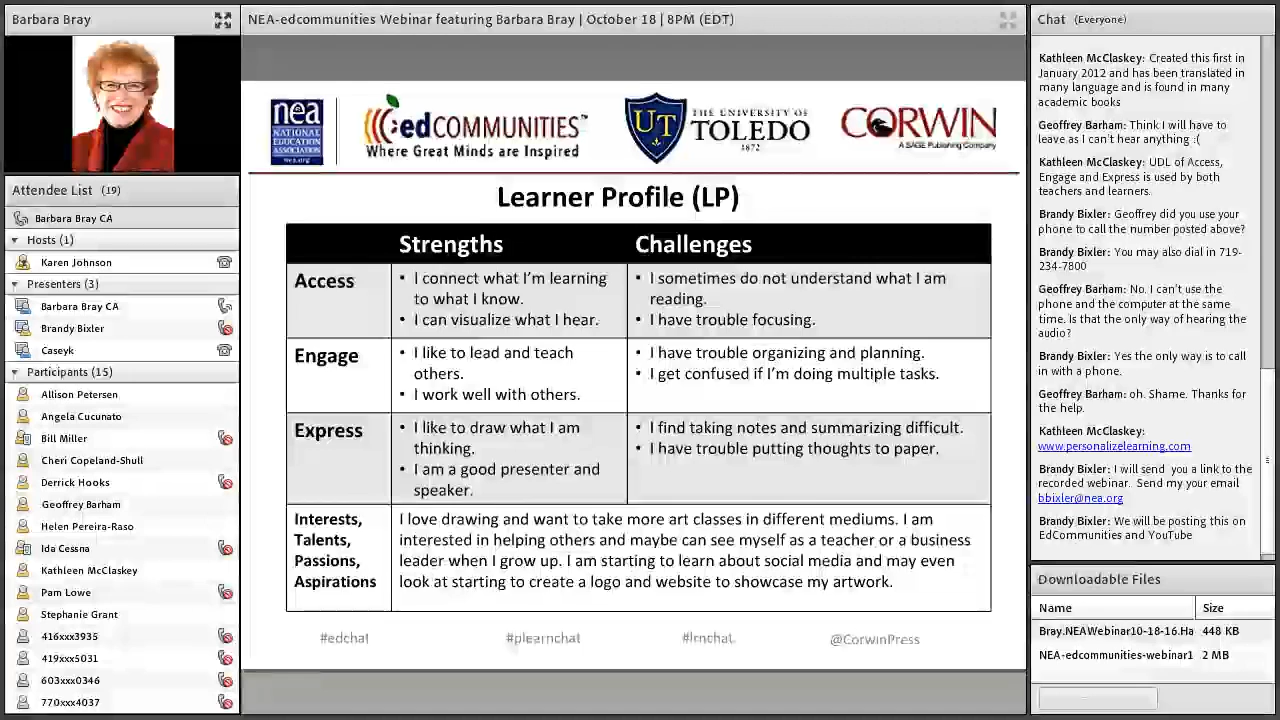 Barbara Bray
NEA-edcommunities Webinar featuring Barbara Bray | October 18 | 8PM (EDT)
Attendee List (19)
Barbara Bray CA
Hosts (1)
Karen Johnson
Presenters (3)
Barbara Bray CA
Brandy Bixler
Caseyk
Participants (15)
Allison Petersen
Angela Cucunato
Bill Miller
Cheri Copeland-Shull
Derrick Hooks
Geoffrey Barham
Helen Pereira-Raso
Ida Cessna
Kathleen McClaskey
Pam Lowe
Stephanie Grant
416xxx3935
419xxx5031
603xxx0346
770xxx4037
nea
NATIONAL
EDUCATION
ASSOCIATION
nea.org
edCOMMUNITIES™
Where Great Minds are Inspired
UT
THE UNIVERSITY OF
TOLEDO
1872
CORWIN
A SAGE Publishing Company
Learner Profile (LP)
Strengths Challenges
Access
• I connect what I'm learning
to what I know.
• I can visualize what I hear.
• I sometimes do not understand what I am
reading.
• I have trouble focusing.
Engage
• I like to lead and teach
others.
• I work well with others.
• I have trouble organizing and planning.
• I get confused if I'm doing multiple tasks.
Express
• I like to draw what I am
thinking.
• I am a good presenter and
speaker.
• I find taking notes and summarizing difficult.
• I have trouble putting thoughts to paper.
Interests,
Talents,
Passions,
Aspirations
I love drawing and want to take more art classes in different mediums. I am
interested in helping others and maybe can see myself as a teacher or a business
leader when I grow up. I am starting to learn about social media and may even
look at starting to create a logo and website to showcase my artwork.
#edchat #plearnchat #lrnchat @CorwinPress
Chat (Everyone)
Kathleen McClaskey: Created this first in
January 2012 and has been translated in
many language and is found in many
academic books
Geoffrey Barham: Think I will have to
leave as I can't hear anything :(
Kathleen McClaskey: UDL of Access,
Engage and Express is used by both
teachers and learners.
Brandy Bixler: Geoffrey did you use your
phone to call the number posted above?
Brandy Bixler: You may also dial in 719-
234-7800
Geoffrey Barham: No. I can't use the
phone and the computer at the same
time. Is that the only way of hearing the
audio?
Brandy Bixler: Yes the only way is to call
in with a phone.
Geoffrey Barham: oh. Shame. Thanks for
the help.
Kathleen McClaskey:
www.personalizelearning.com
Brandy Bixler: I will send you a link to the
recorded webinar. Send my your email
bbixler@nea.org
Brandy Bixler: We will be posting this on
EdCommunities and YouTube
Downloadable Files
Name Size
Bray.NEAWebinar10-18-16.Ha 448 KB
NEA-edcommunities-webinar1 2 MB